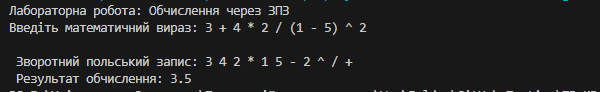 Лабораторна робота: Обчислення через ЗПЗ
Введіть математичний вираз: 3 + 4 * 2 / (1 - 5) ^ 2
Зворотний польський запис: 3 4 2 * 1 5 - 2 ^ / +
Результат обчислення: 3.5